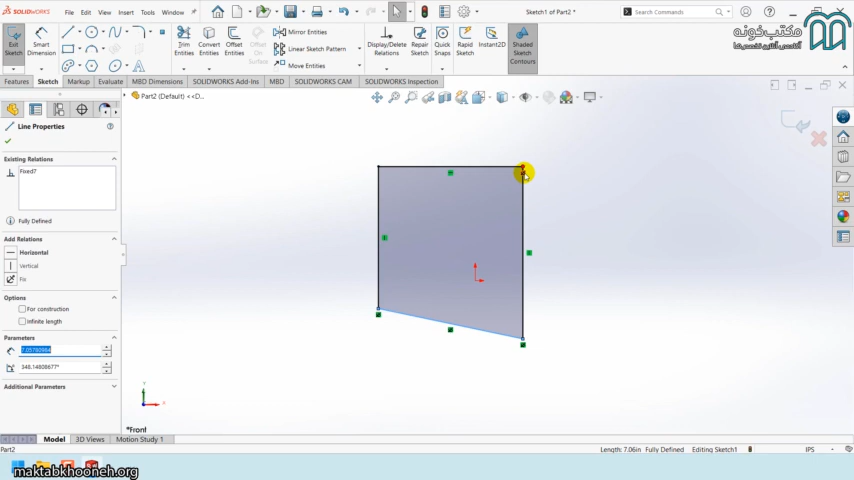 SOLIDWORKS
File Edit View Insert Tools Window
Sketch1 of Part2 *
Search Commands
مکتب‌خونه
Exit Sketch
Smart Dimension
Trim Entities
Convert Entities
Offset Entities
Offset On Surface
Mirror Entities
Linear Sketch Pattern
Move Entities
Display/Delete Relations
Repair Sketch
Quick Snaps
Rapid Sketch
Instant2D
Shaded Sketch Contours
Features Sketch Markup Evaluate MBD Dimensions SOLIDWORKS Add-Ins MBD SOLIDWORKS CAM SOLIDWORKS Inspection
Part2 (Default) <<D...
Line Properties
Existing Relations
Fixed7
Fully Defined
Add Relations
Horizontal
Vertical
Fix
Options
For construction
Infinite length
Parameters
7.05792984
348.14808677°
Additional Parameters
Y
X
*Front
Model 3D Views Motion Study 1
Part2
Length: 7.06in Fully Defined Editing Sketch1 IPS
maktabkhooneh.org